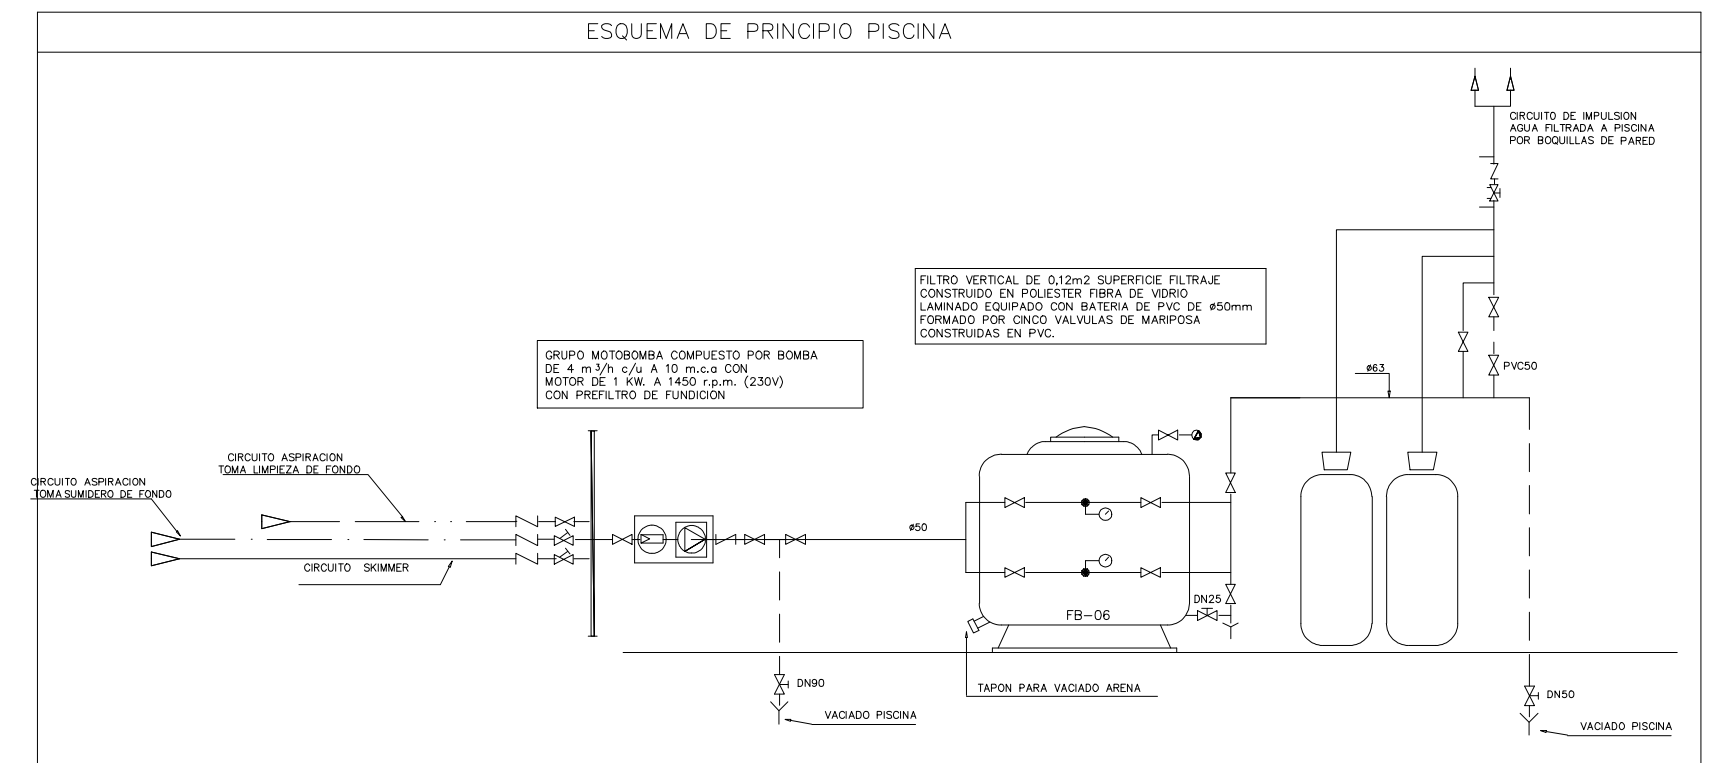 ESQUEMA DE PRINCIPIO PISCINA
CIRCUITO DE IMPULSION
AGUA FILTRADA A PISCINA
POR BOQUILLAS DE PARED
FILTRO VERTICAL DE 0,12m2 SUPERFICIE FILTRAJE
CONSTRUIDO EN POLIESTER FIBRA DE VIDRIO
LAMINADO EQUIPADO CON BATERIA DE PVC DE ø50mm
FORMADO POR CINCO VALVULAS DE MARIPOSA
CONSTRUIDAS EN PVC.
GRUPO MOTOBOMBA COMPUESTO POR BOMBA
DE 4 m³/h c/u A 10 m.c.a CON
MOTOR DE 1 KW. A 1450 r.p.m. (230V)
CON PREFILTRO DE FUNDICION
ø63
PVC50
CIRCUITO ASPIRACION
TOMA LIMPIEZA DE FONDO
CIRCUITO ASPIRACION
TOMA SUMIDERO DE FONDO
CIRCUITO SKIMMER
ø50
DN25
FB-06
TAPON PARA VACIADO ARENA
DN90
VACIADO PISCINA
DN50
VACIADO PISCINA